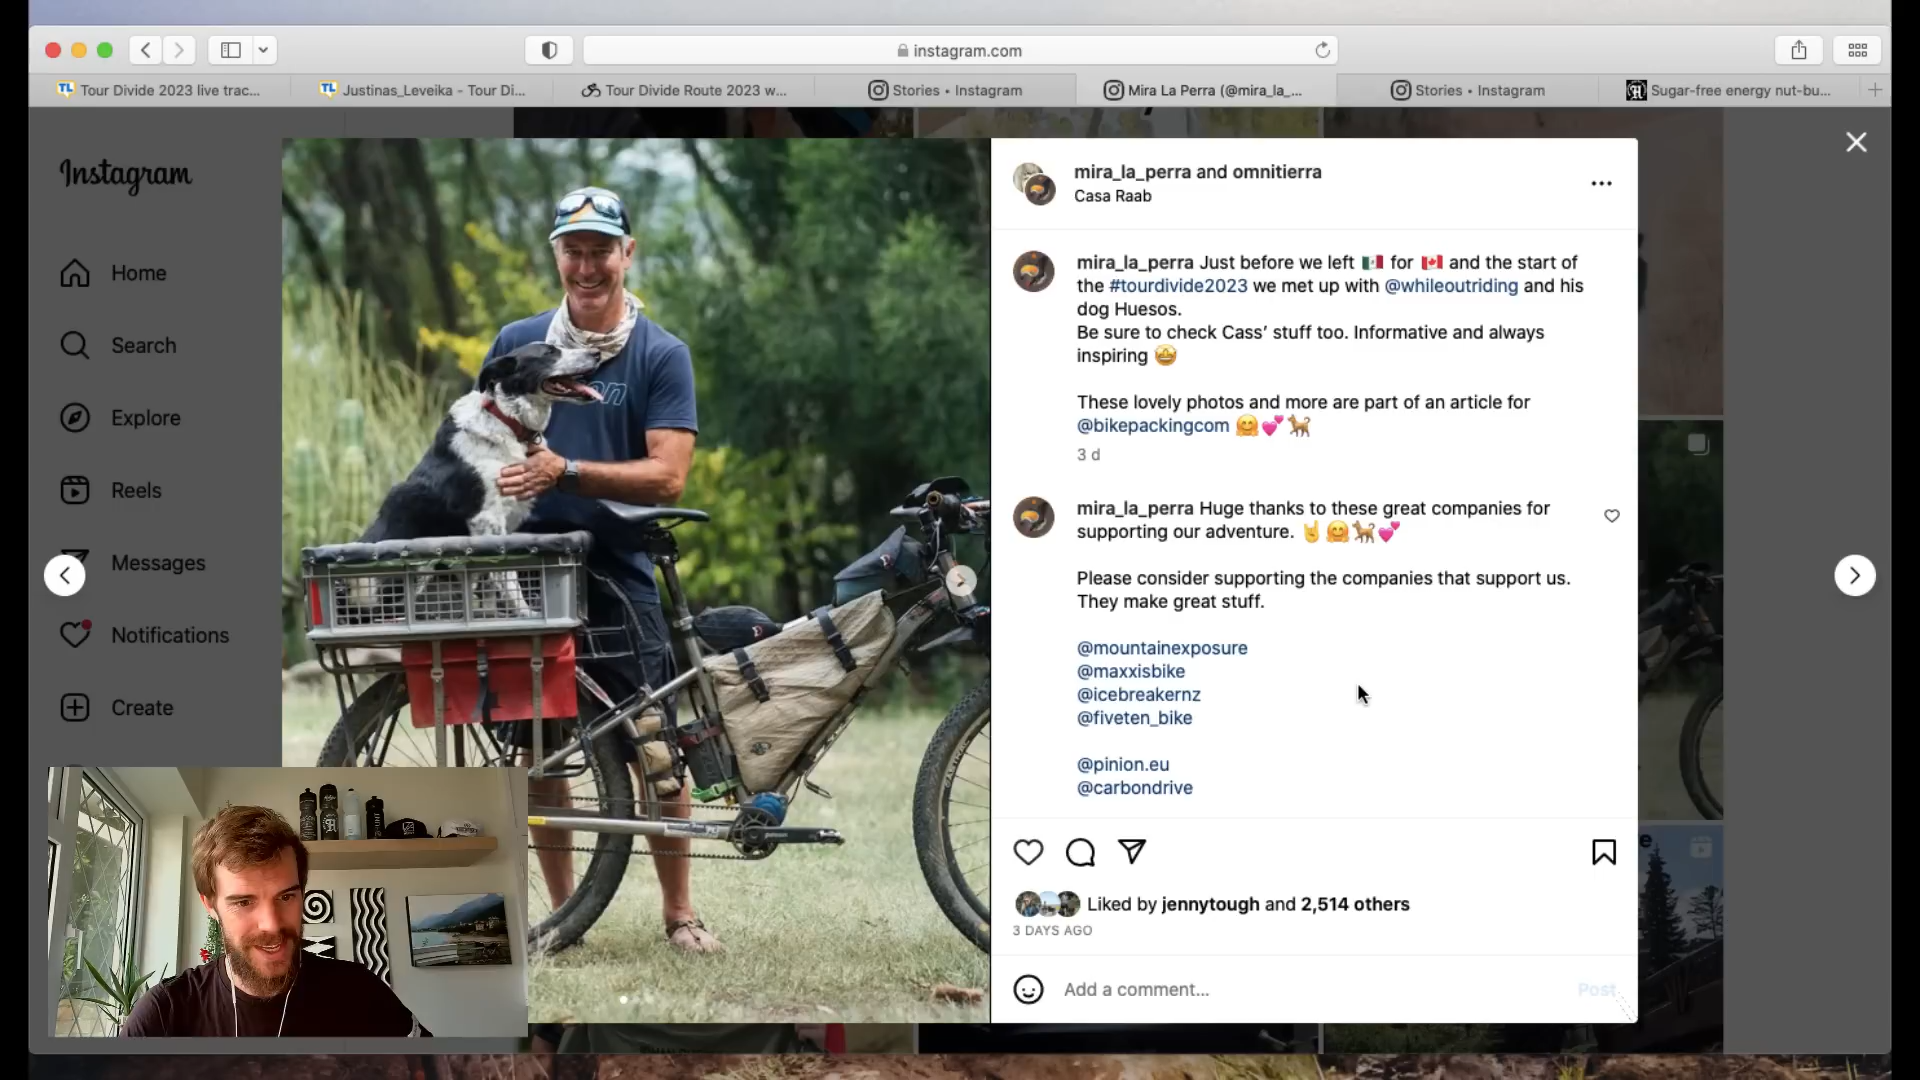 instagram.com
Tour Divide 2023 live trac...
Justinas_Leveika - Tour Di...
Tour Divide Route 2023 w...
Stories • Instagram
Mira La Perra (@mira_la_...
Stories • Instagram
Sugar-free energy nut-bu...
Instagram
Home
Search
Explore
Reels
Messages
Notifications
Create
mira_la_perra and omnitierra
Casa Raab
mira_la_perra Just before we left 🇲🇽 for 🇨🇦 and the start of
the #tourdivide2023 we met up with @whileoutriding and his
dog Huesos.
Be sure to check Cass’ stuff too. Informative and always
inspiring 🤩
These lovely photos and more are part of an article for
@bikepackingcom 🤗💕🐕
3 d
mira_la_perra Huge thanks to these great companies for
supporting our adventure. 🤘🤗🐕💕
Please consider supporting the companies that support us.
They make great stuff.
@mountainexposure
@maxxisbike
@icebreakernz
@fiveten_bike
@pinion.eu
@carbondrive
Liked by jennytough and 2,514 others
3 DAYS AGO
Add a comment...
Post